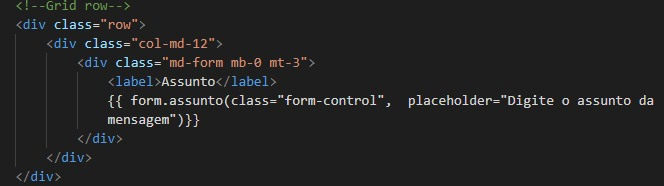 <!--Grid row-->
<div class="row">
<div class="col-md-12">
<div class="md-form mb-0 mt-3">
<label>Assunto</label>
{{ form.assunto(class="form-control",  placeholder="Digite o assunto da
mensagem")}}
</div>
</div>
</div>